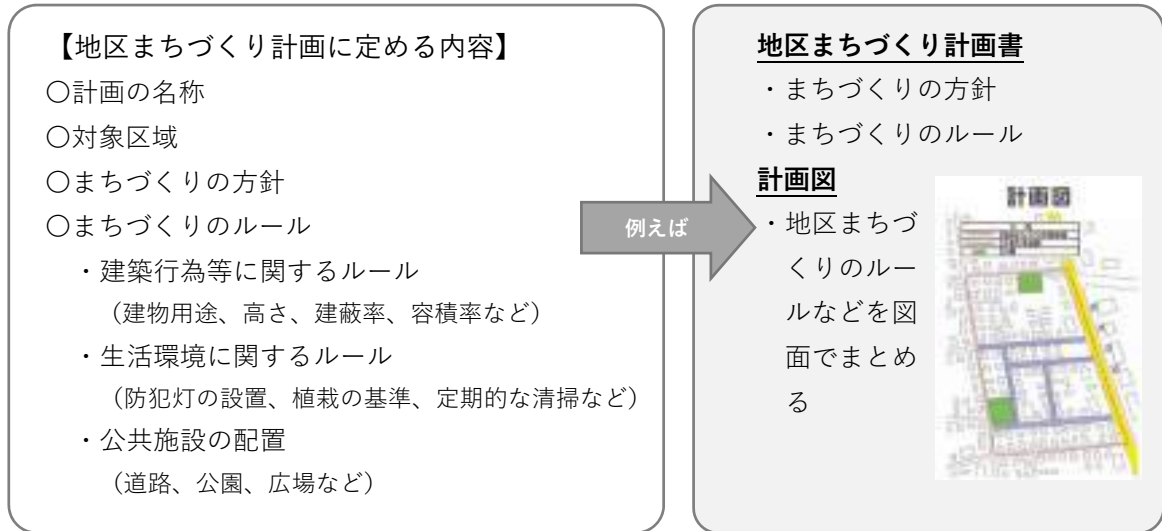 【地区まちづくり計画に定める内容】
〇計画の名称
〇対象区域
〇まちづくりの方針
〇まちづくりのルール
・建築行為等に関するルール
（建物用途、高さ、建蔽率、容積率など）
・生活環境に関するルール
（防犯灯の設置、植栽の基準、定期的な清掃など）
・公共施設の配置
（道路、公園、広場など）
例えば
地区まちづくり計画書
・まちづくりの方針
・まちづくりのルール
計画図
・地区まちづ
くりのルー
ルなどを図
面でまとめ
る
計画図